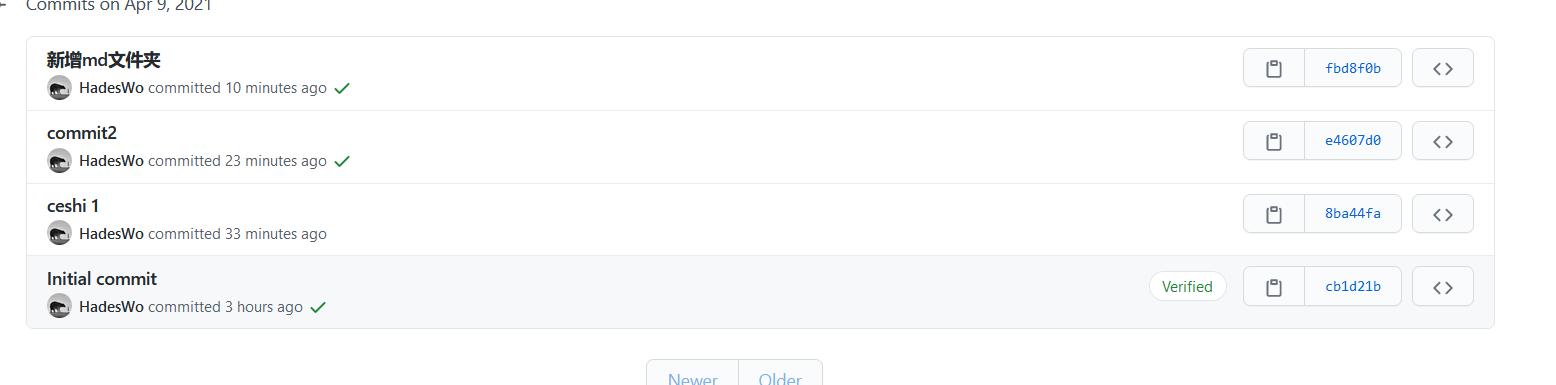 Commits on Apr 9, 2021
新增md文件夹
HadesWo committed 10 minutes ago
fbd8f0b
commit2
HadesWo committed 23 minutes ago
e4607d0
ceshi 1
HadesWo committed 33 minutes ago
8ba44fa
Initial commit
HadesWo committed 3 hours ago
Verified
cb1d21b
Newer
Older